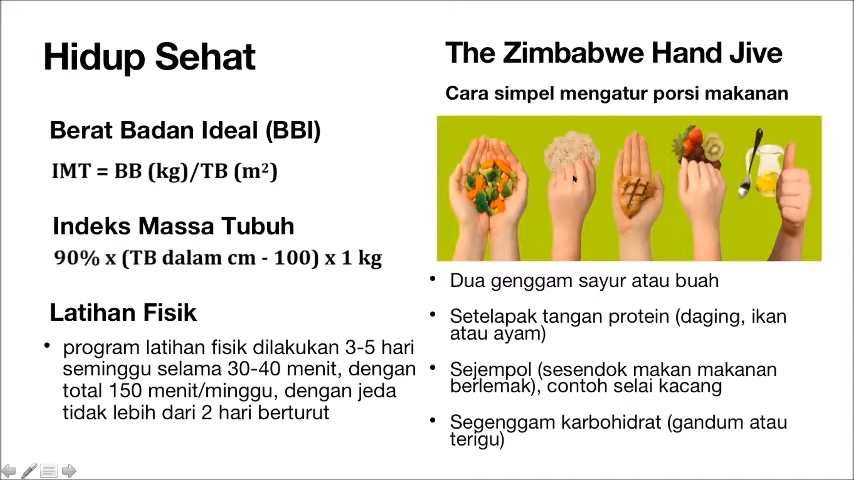 Hidup Sehat
Berat Badan Ideal (BBI)
IMT = BB (kg)/TB (m²)
Indeks Massa Tubuh
90% x (TB dalam cm - 100) x 1 kg
Latihan Fisik
• program latihan fisik dilakukan 3-5 hari
seminggu selama 30-40 menit, dengan
total 150 menit/minggu, dengan jeda
tidak lebih dari 2 hari berturut
The Zimbabwe Hand Jive
Cara simpel mengatur porsi makanan
• Dua genggam sayur atau buah
• Setelapak tangan protein (daging, ikan
atau ayam)
• Sejempol (sesendok makan makanan
berlemak), contoh selai kacang
• Segenggam karbohidrat (gandum atau
terigu)